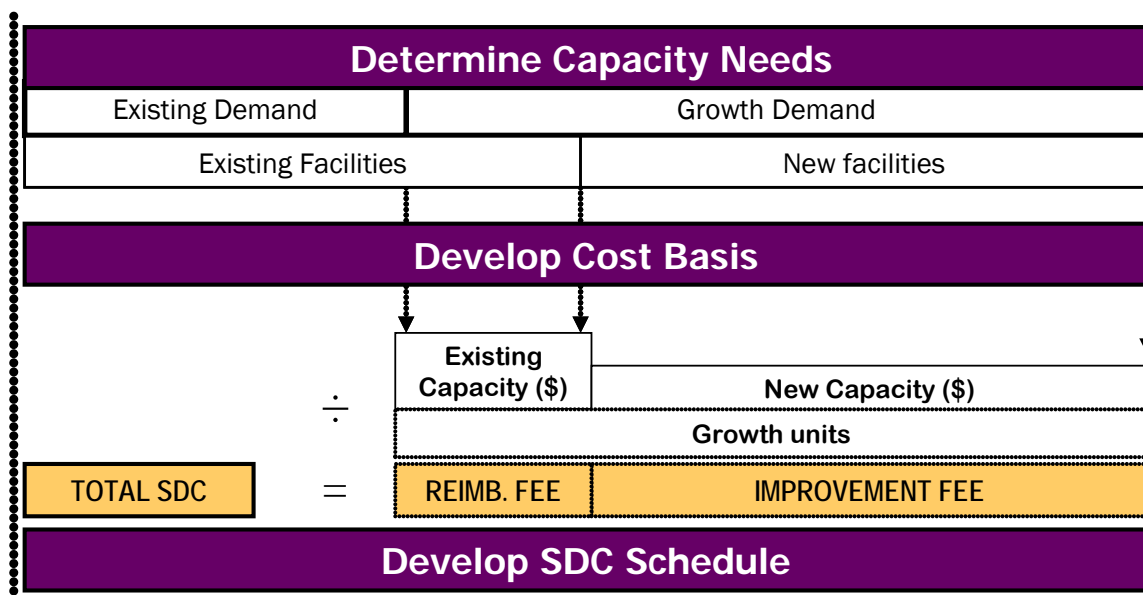 Determine Capacity Needs
Existing Demand Growth Demand
Existing Facilities New facilities
Develop Cost Basis
Existing
Capacity ($) New Capacity ($)
÷
Growth units
TOTAL SDC = REIMB. FEE IMPROVEMENT FEE
Develop SDC Schedule